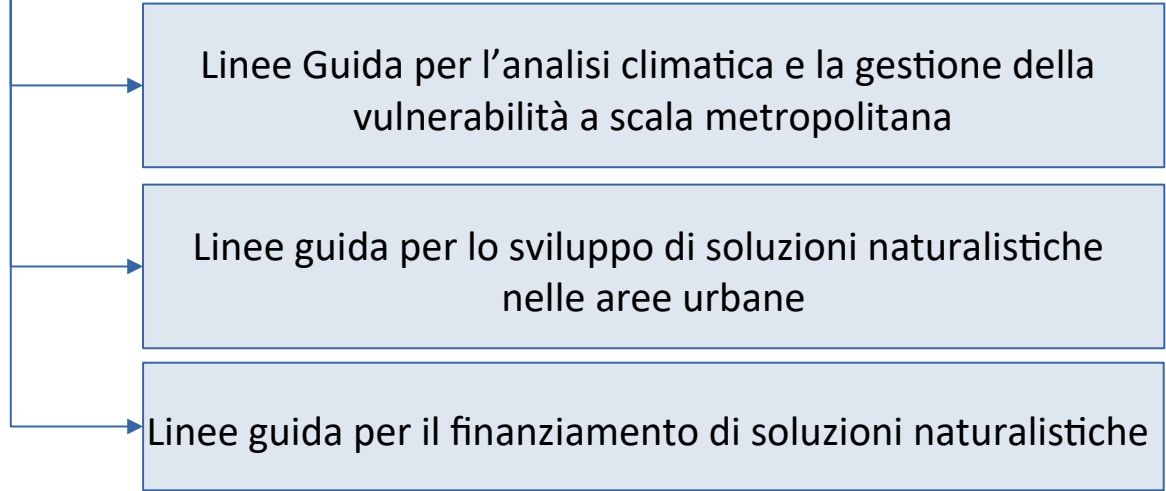 Linee Guida per l’analisi climatica e la gestione della
vulnerabilità a scala metropolitana
Linee guida per lo sviluppo di soluzioni naturalistiche
nelle aree urbane
Linee guida per il finanziamento di soluzioni naturalistiche